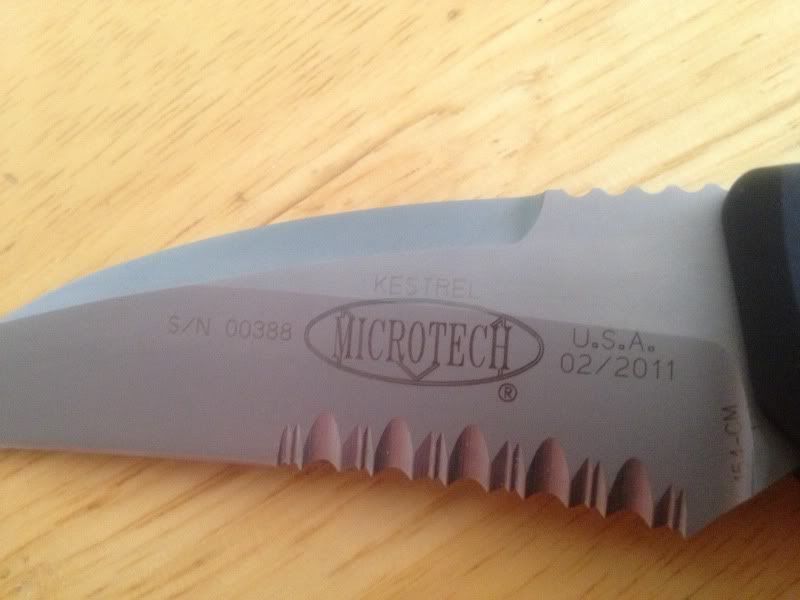 KESTREL
S/N 00388
MICROTECH
®
U.S.A.
02/2011
154-CM